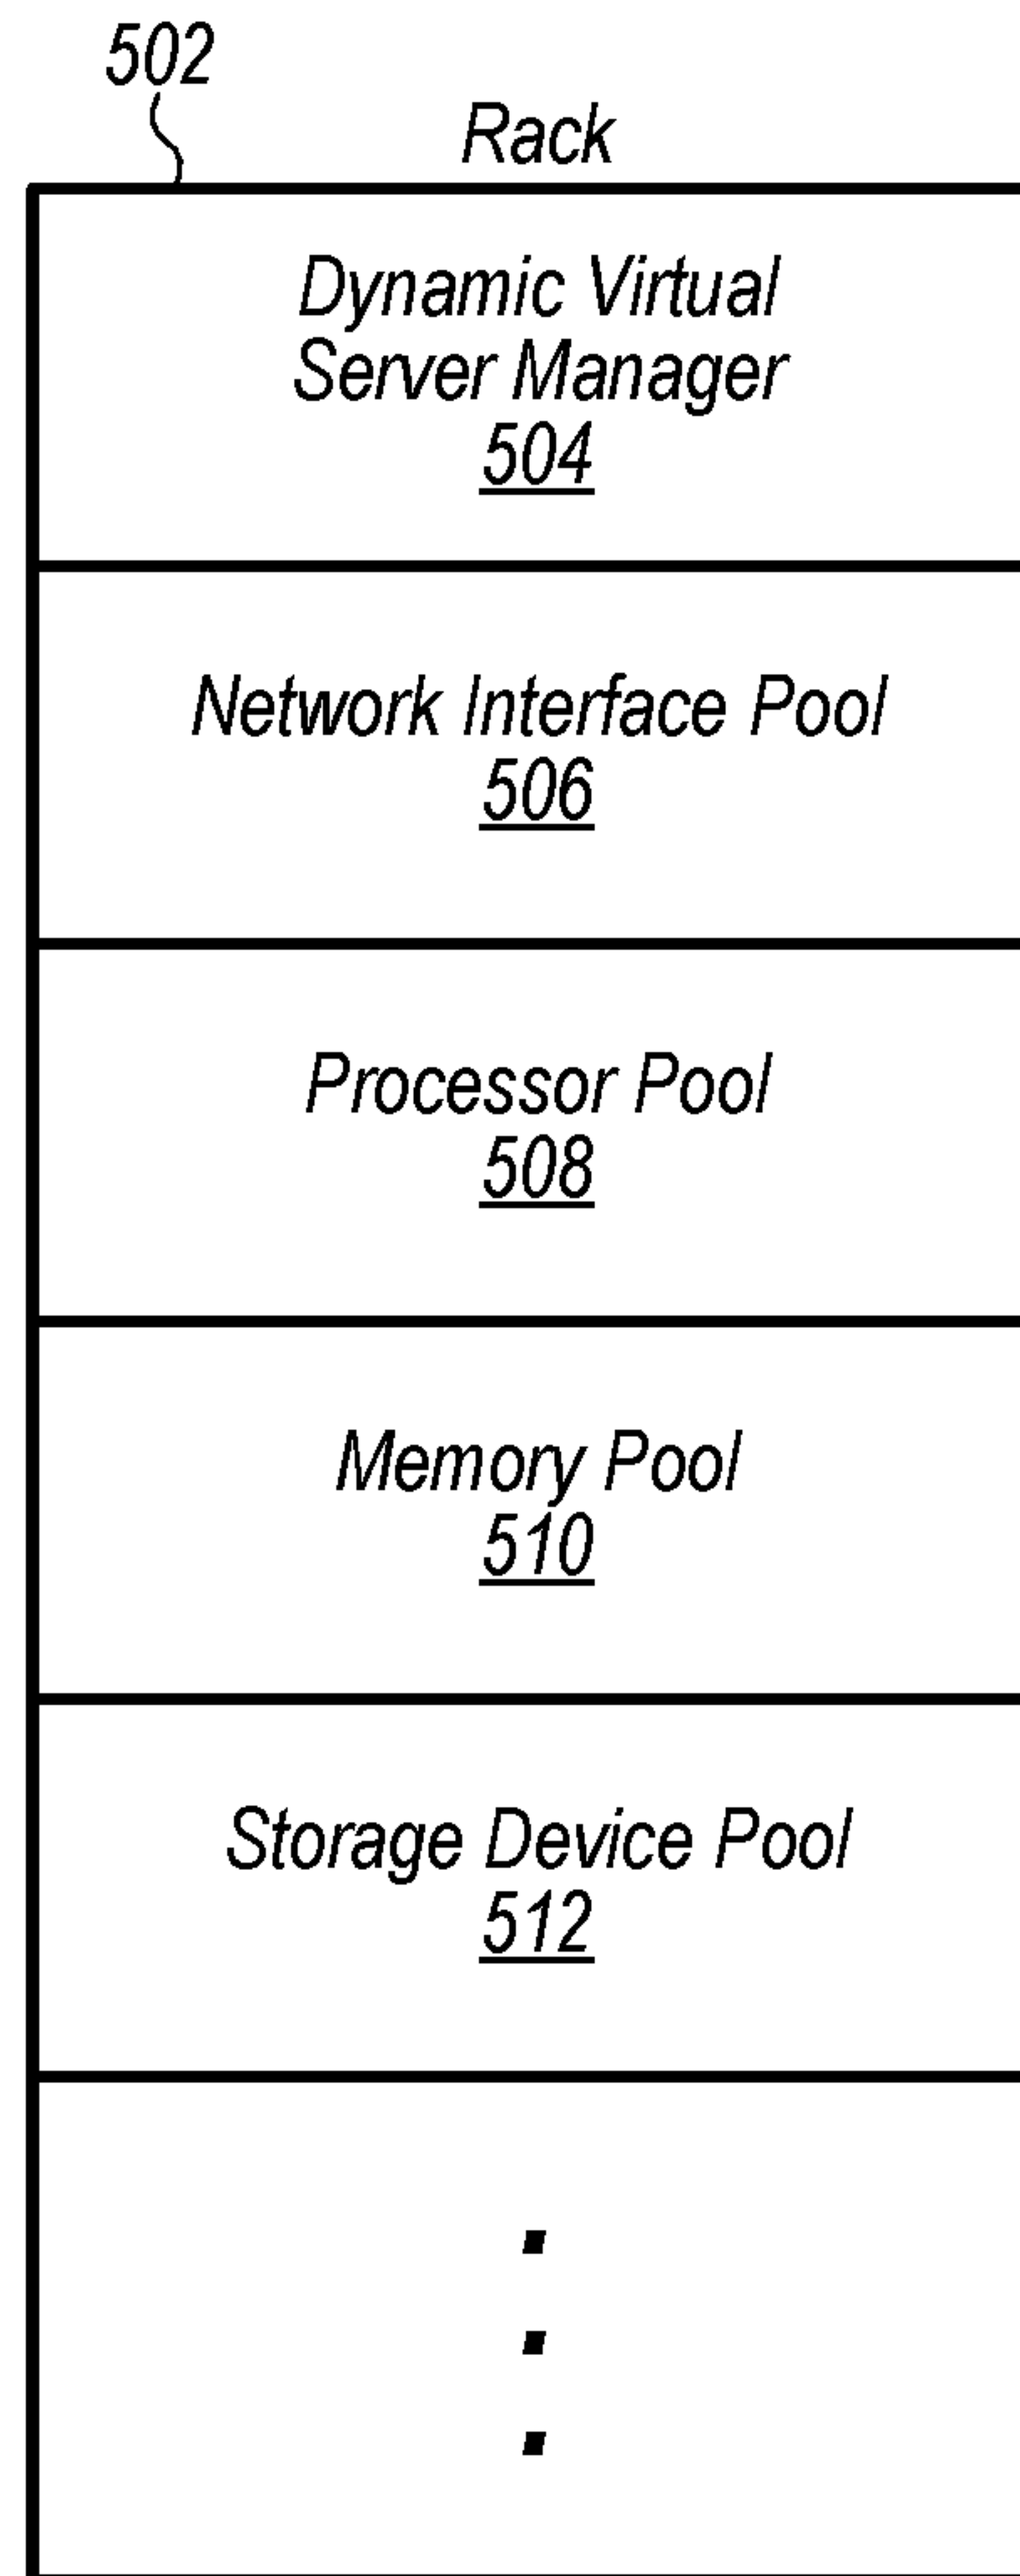 502
Rack
Dynamic Virtual
Server Manager
504
Network Interface Pool
506
Processor Pool
508
Memory Pool
510
Storage Device Pool
512